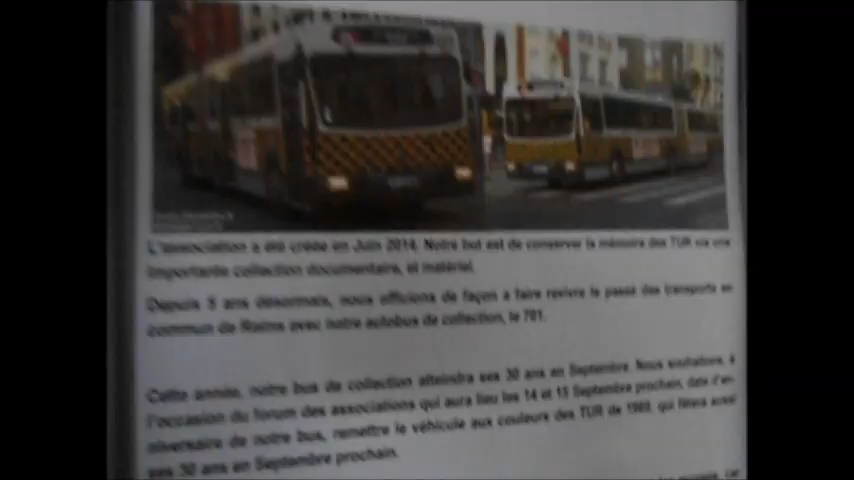 L'association a été créée en Juin 2014. Notre but est de conserver la mémoire des TUR via une
importante collection documentaire, et matériel.
Depuis 5 ans désormais, nous officions de façon à faire revivre le passé des transports en
commun de Reims avec notre autobus de collection, le 701.
Cette année, notre bus de collection atteindra ses 30 ans en Septembre. Nous souhaitons, à
l'occasion du forum des associations qui aura lieu les 14 et 15 Septembre prochain, date d'an-
niversaire de notre bus, remettre le véhicule aux couleurs des TUR de 1989, qui fêtera aussi
ses 30 ans en Septembre prochain.